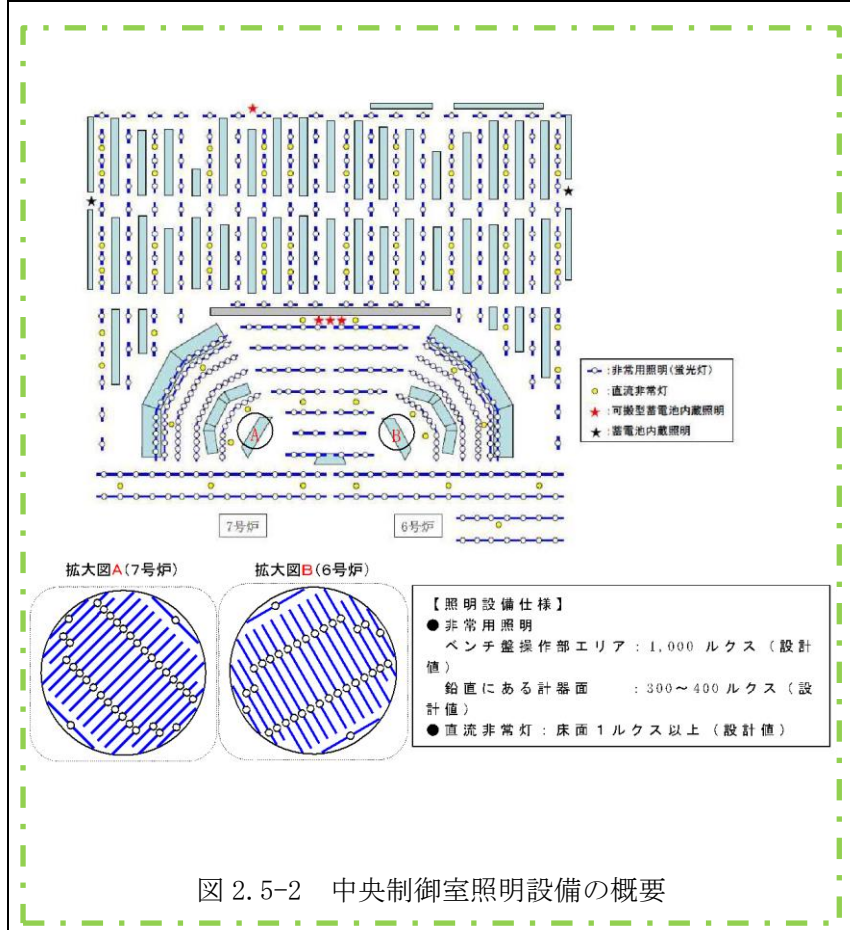 A
B
:非常用照明(蛍光灯)
:直流非常灯
★:可搬型蓄電池内蔵照明
★:蓄電池内蔵照明
7号炉
6号炉
拡大図A(7号炉)
拡大図B(6号炉)
【照明設備仕様】
●非常用照明
ベンチ盤操作部エリア:1,000 ルクス(設計
値)
鉛直にある計器面 :300~400 ルクス(設
計値)
●直流非常灯:床面1ルクス以上(設計値)
図 2.5-2 中央制御室照明設備の概要